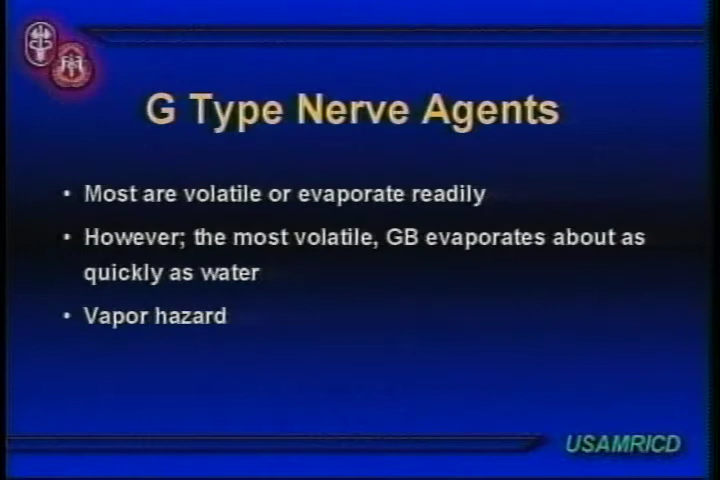 G Type Nerve Agents
• Most are volatile or evaporate readily
• However; the most volatile, GB evaporates about as
quickly as water
• Vapor hazard
USAMRICD